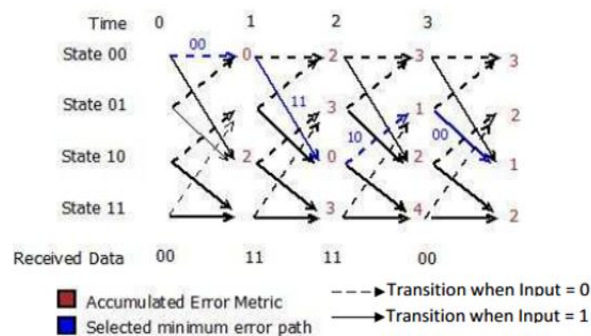 Time 0 1 2 3
State 00 00 0 2 3 3
State 01 11 3 1 2
State 10 2 0 10 2 00 1
State 11 3 4 2
Received Data 00 11 11 00
Accumulated Error Metric
Selected minimum error path
Transition when Input = 0
Transition when Input = 1